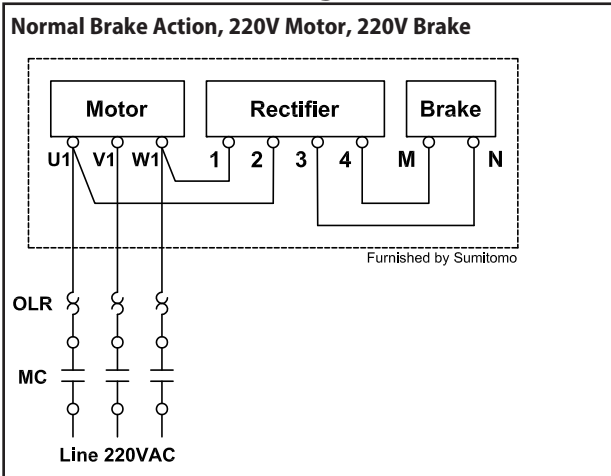 Normal Brake Action, 220V Motor, 220V Brake
Motor Rectifier Brake
U1 V1 W1 1 2 3 4 M N
Furnished by Sumitomo
OLR
MC
Line 220VAC